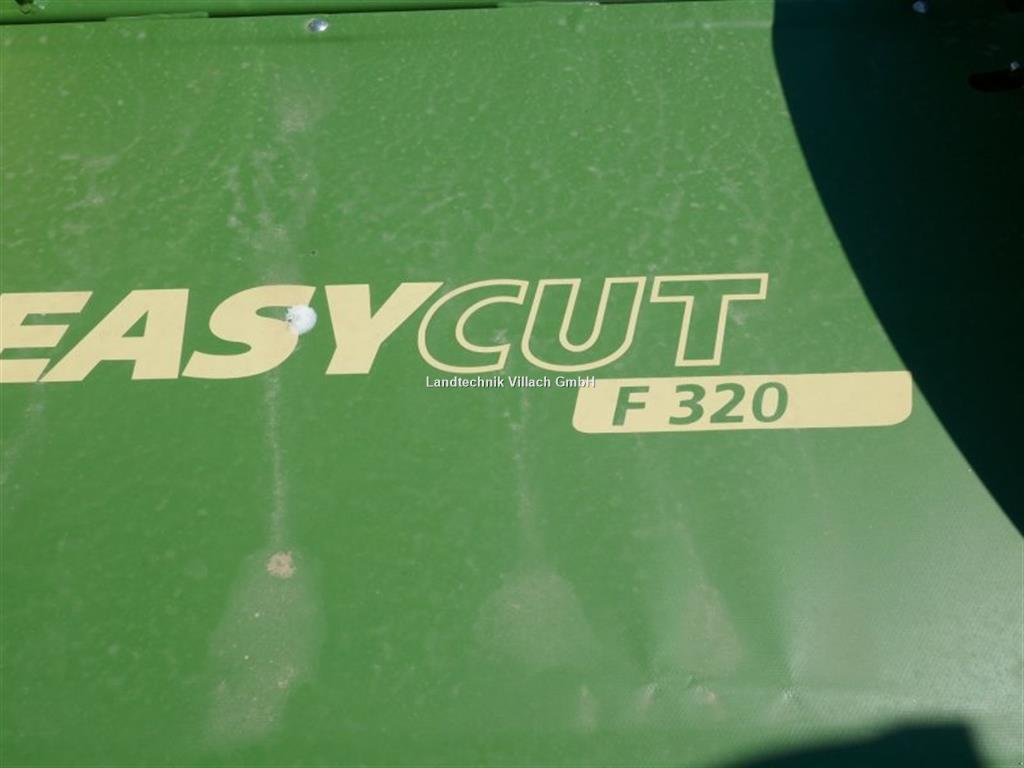 EASYCUT
Landtechnik Villach GmbH
F 320